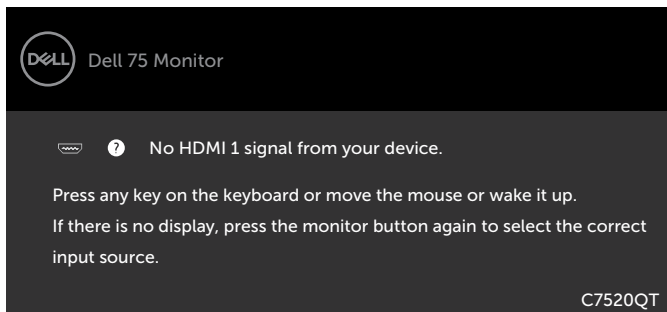 DELL
Dell 75 Monitor
? No HDMI 1 signal from your device.
Press any key on the keyboard or move the mouse or wake it up.
If there is no display, press the monitor button again to select the correct
input source.
C7520QT